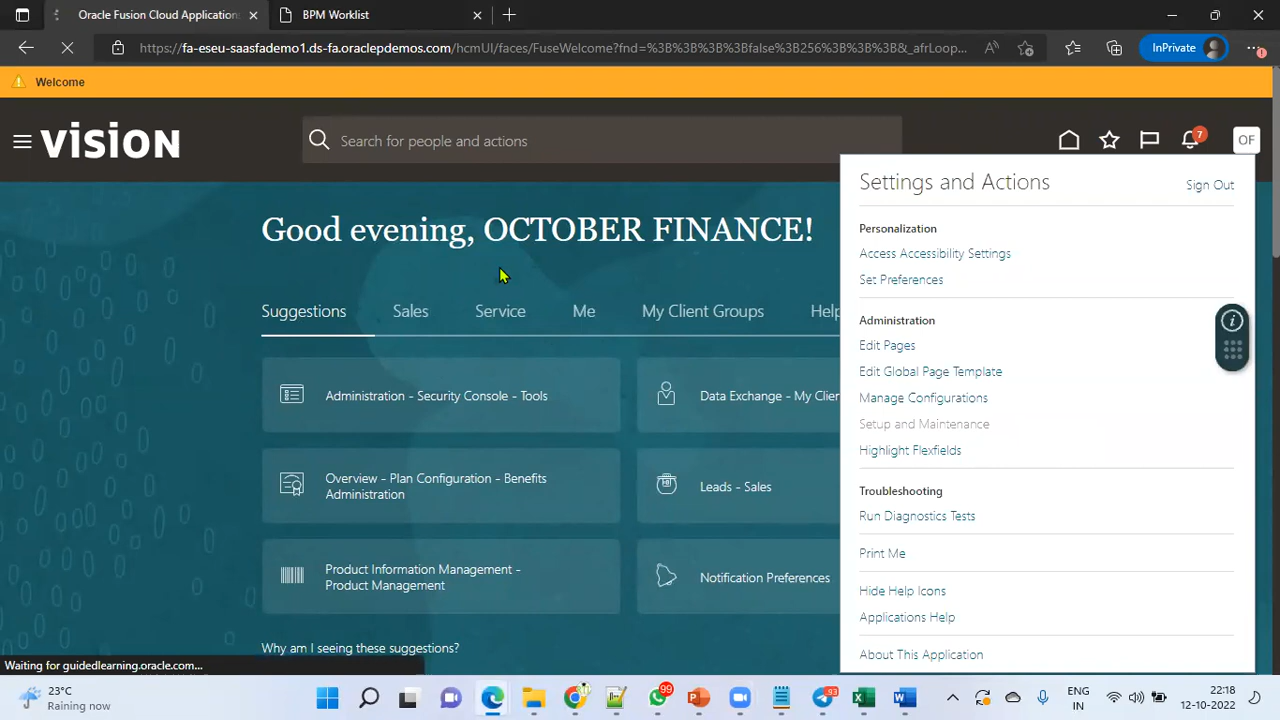 Oracle Fusion Cloud Application
BPM Worklist
https://fa-eseu-saasfademo1.ds-fa.oraclepdemos.com/hcmUI/faces/FuseWelcome?fnd=%3B%3B%3B%3Bfalse%3B256%3B%3B%3B&_afrLoop...
InPrivate
Welcome
VISION
Search for people and actions
7
OF
Settings and Actions
Sign Out
Personalization
Access Accessibility Settings
Set Preferences
Administration
Edit Pages
Edit Global Page Template
Manage Configurations
Setup and Maintenance
Highlight Flexfields
Troubleshooting
Run Diagnostics Tests
Print Me
Hide Help Icons
Applications Help
About This Application
Good evening, OCTOBER FINANCE!
Suggestions Sales Service Me My Client Groups Help
Administration - Security Console - Tools
Data Exchange - My Clien
Overview - Plan Configuration - Benefits
Administration
Leads - Sales
Product Information Management -
Product Management
Notification Preferences
Why am I seeing these suggestions?
Waiting for guidedlearning.oracle.com...
23°C
Raining now
99
93
ENG
IN
22:18
12-10-2022